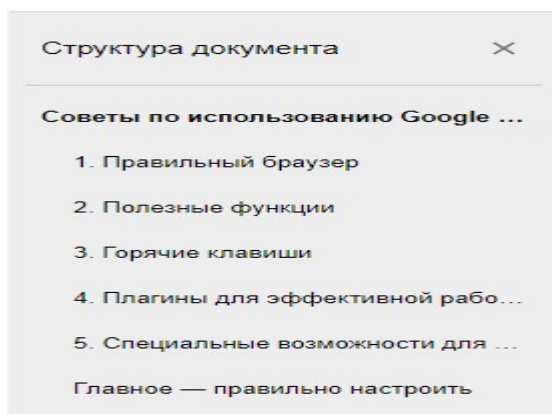 Структура документа
Советы по использованию Google ...
1. Правильный браузер
2. Полезные функции
3. Горячие клавиши
4. Плагины для эффективной рабо...
5. Специальные возможности для ...
Главное — правильно настроить